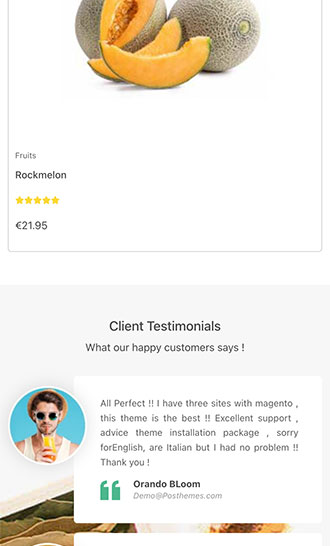 Fruits
Rockmelon
€21.95
Client Testimonials
What our happy customers says !
All Perfect !! I have three sites with magento ,
this theme is the best !! Excellent support ,
advice theme installation package , sorry
forEnglish, are Italian but I had no problem !!
Thank you !
Orando BLoom
Demo@Posthemes.com